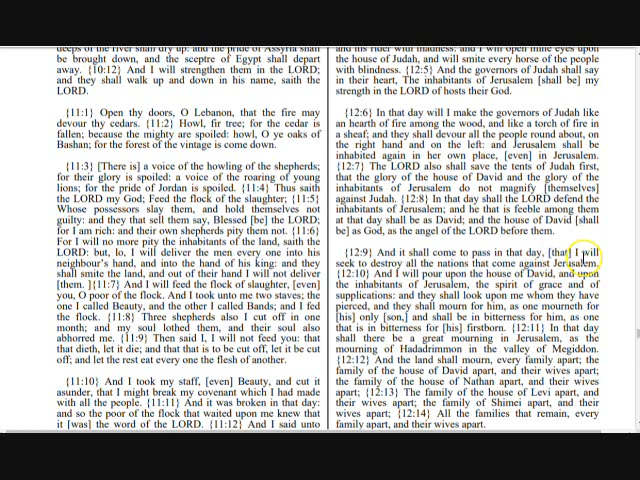 deeps of the river shall dry up: and the pride of Assyria shall
be brought down, and the sceptre of Egypt shall depart
away. {10:12} And I will strengthen them in the LORD;
and they shall walk up and down in his name, saith the
LORD.
{11:1} Open thy doors, O Lebanon, that the fire may
devour thy cedars. {11:2} Howl, fir tree; for the cedar is
fallen; because the mighty are spoiled: howl, O ye oaks of
Bashan; for the forest of the vintage is come down.
{11:3} [There is] a voice of the howling of the shepherds;
for their glory is spoiled: a voice of the roaring of young
lions; for the pride of Jordan is spoiled. {11:4} Thus saith
the LORD my God; Feed the flock of the slaughter; {11:5}
Whose possessors slay them, and hold themselves not
guilty: and they that sell them say, Blessed [be] the LORD;
for I am rich: and their own shepherds pity them not. {11:6}
For I will no more pity the inhabitants of the land, saith the
LORD: but, lo, I will deliver the men every one into his
neighbour's hand, and into the hand of his king: and they
shall smite the land, and out of their hand I will not deliver
[them. ]{11:7} And I will feed the flock of slaughter, [even]
you, O poor of the flock. And I took unto me two staves; the
one I called Beauty, and the other I called Bands; and I fed
the flock. {11:8} Three shepherds also I cut off in one
month; and my soul lothed them, and their soul also
abhorred me. {11:9} Then said I, I will not feed you: that
that dieth, let it die; and that that is to be cut off, let it be cut
off; and let the rest eat every one the flesh of another.
{11:10} And I took my staff, [even] Beauty, and cut it
asunder, that I might break my covenant which I had made
with all the people. {11:11} And it was broken in that day:
and so the poor of the flock that waited upon me knew that
it [was] the word of the LORD. {11:12} And I said unto
and his rider with madness: and I will open mine eyes upon
the house of Judah, and will smite every horse of the people
with blindness. {12:5} And the governors of Judah shall say
in their heart, The inhabitants of Jerusalem [shall be] my
strength in the LORD of hosts their God.
{12:6} In that day will I make the governors of Judah like
an hearth of fire among the wood, and like a torch of fire in
a sheaf; and they shall devour all the people round about, on
the right hand and on the left: and Jerusalem shall be
inhabited again in her own place, [even] in Jerusalem.
{12:7} The LORD also shall save the tents of Judah first,
that the glory of the house of David and the glory of the
inhabitants of Jerusalem do not magnify [themselves]
against Judah. {12:8} In that day shall the LORD defend the
inhabitants of Jerusalem; and he that is feeble among them
at that day shall be as David; and the house of David [shall
be] as God, as the angel of the LORD before them.
{12:9} And it shall come to pass in that day, [that] I will
seek to destroy all the nations that come against Jerusalem.
{12:10} And I will pour upon the house of David, and upon
the inhabitants of Jerusalem, the spirit of grace and of
supplications: and they shall look upon me whom they have
pierced, and they shall mourn for him, as one mourneth for
[his] only [son,] and shall be in bitterness for him, as one
that is in bitterness for [his] firstborn. {12:11} In that day
shall there be a great mourning in Jerusalem, as the
mourning of Hadadrimmon in the valley of Megiddon.
{12:12} And the land shall mourn, every family apart; the
family of the house of David apart, and their wives apart;
the family of the house of Nathan apart, and their wives
apart; {12:13} The family of the house of Levi apart, and
their wives apart; the family of Shimei apart, and their
wives apart; {12:14} All the families that remain, every
family apart, and their wives apart.